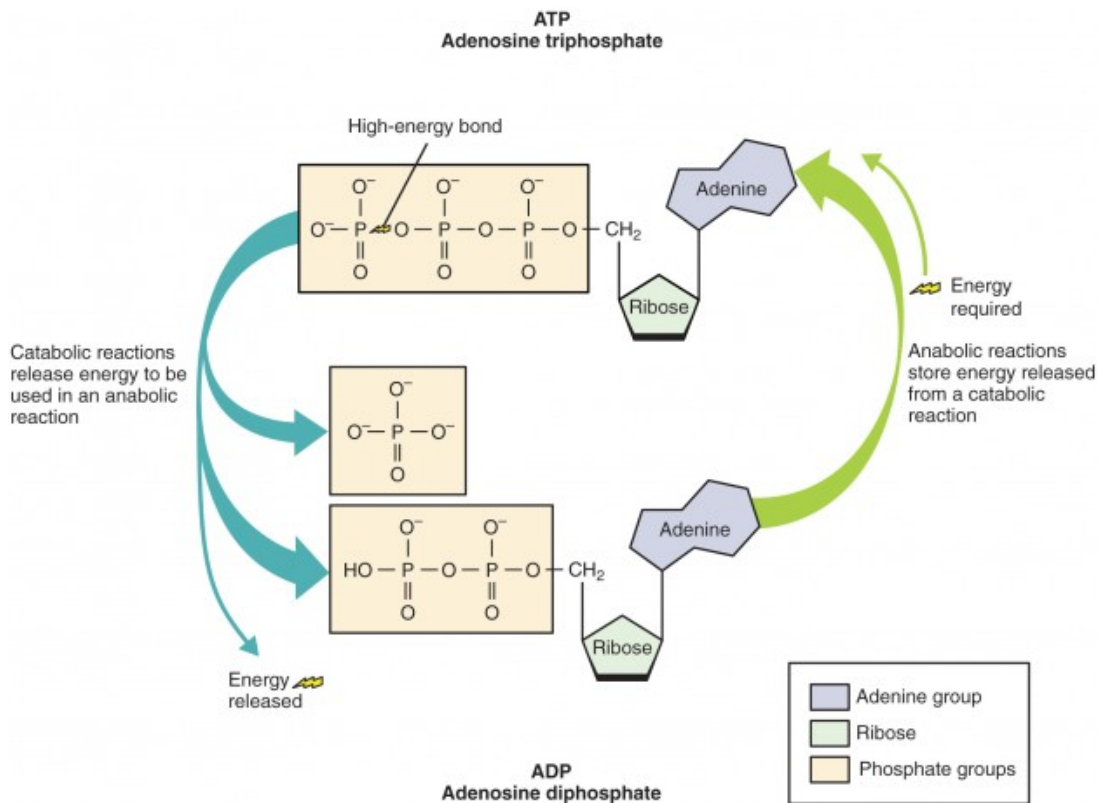 ATP
Adenosine triphosphate
High-energy bond
O⁻ O⁻ O⁻
O⁻ — P — O — P — O — P — O — CH₂
O O O
Adenine
Ribose
Energy
required
Catabolic reactions
release energy to be
used in an anabolic
reaction
Anabolic reactions
store energy released
from a catabolic
reaction
O⁻
O⁻ — P — O⁻
O
O⁻ O⁻
HO — P — O — P — O — CH₂
O O
Adenine
Ribose
Energy
released
Adenine group
Ribose
Phosphate groups
ADP
Adenosine diphosphate